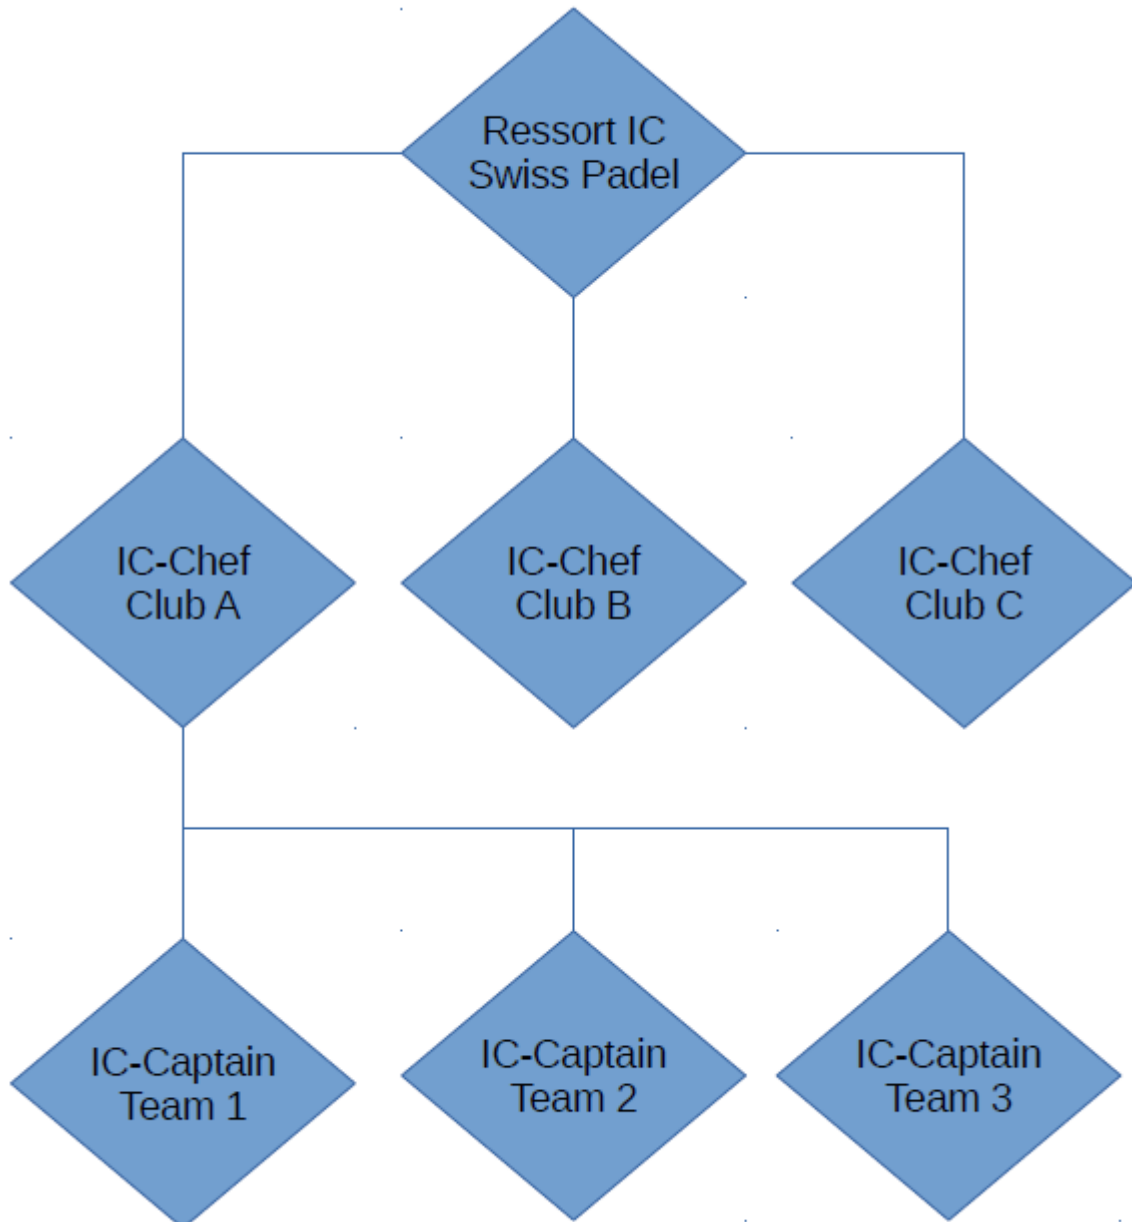 Ressort IC
Swiss Padel
IC-Chef
Club A
IC-Chef
Club B
IC-Chef
Club C
IC-Captain
Team 1
IC-Captain
Team 2
IC-Captain
Team 3